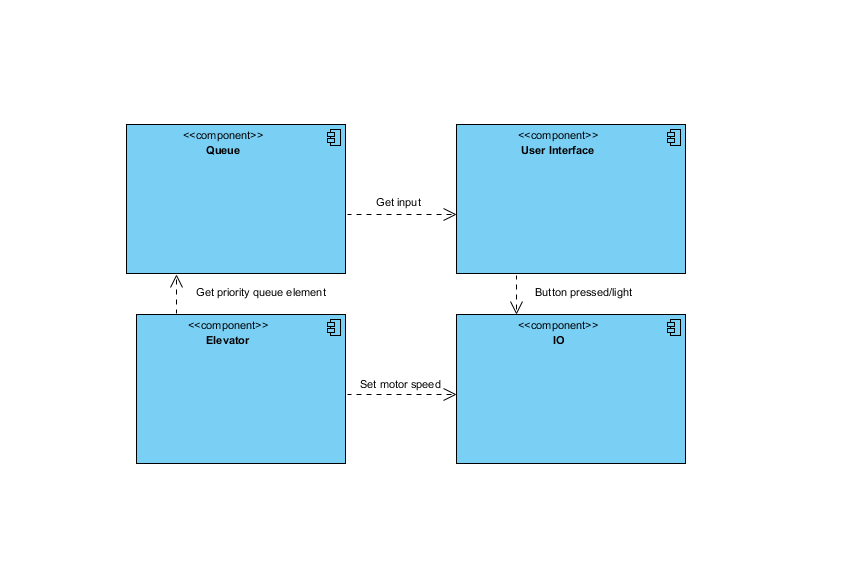 <<component>>
Queue
<<component>>
User Interface
Get input
Get priority queue element
Button pressed/light
<<component>>
Elevator
<<component>>
IO
Set motor speed